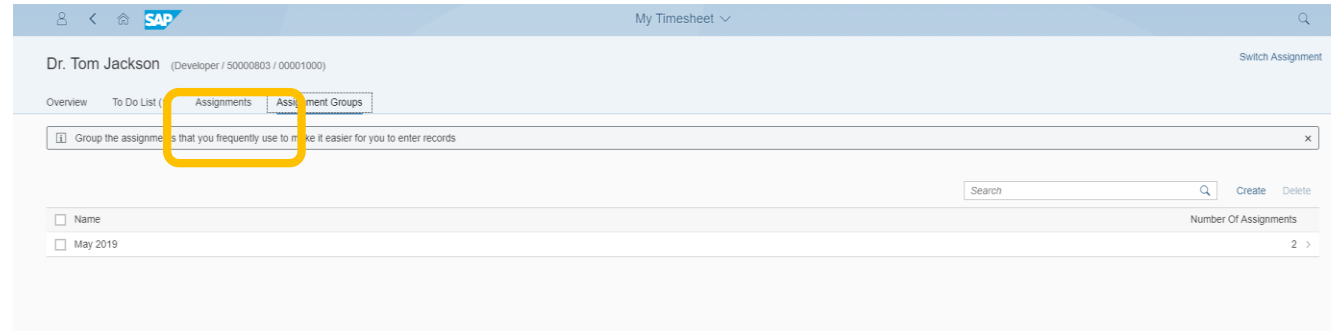 SAP My Timesheet
Dr. Tom Jackson (Developer / 50000803 / 00001000) Switch Assignment
Overview To Do List ( Assignments Assignment Groups
Group the assignments that you frequently use to make it easier for you to enter records
Search Create Delete
Name Number Of Assignments
May 2019 2